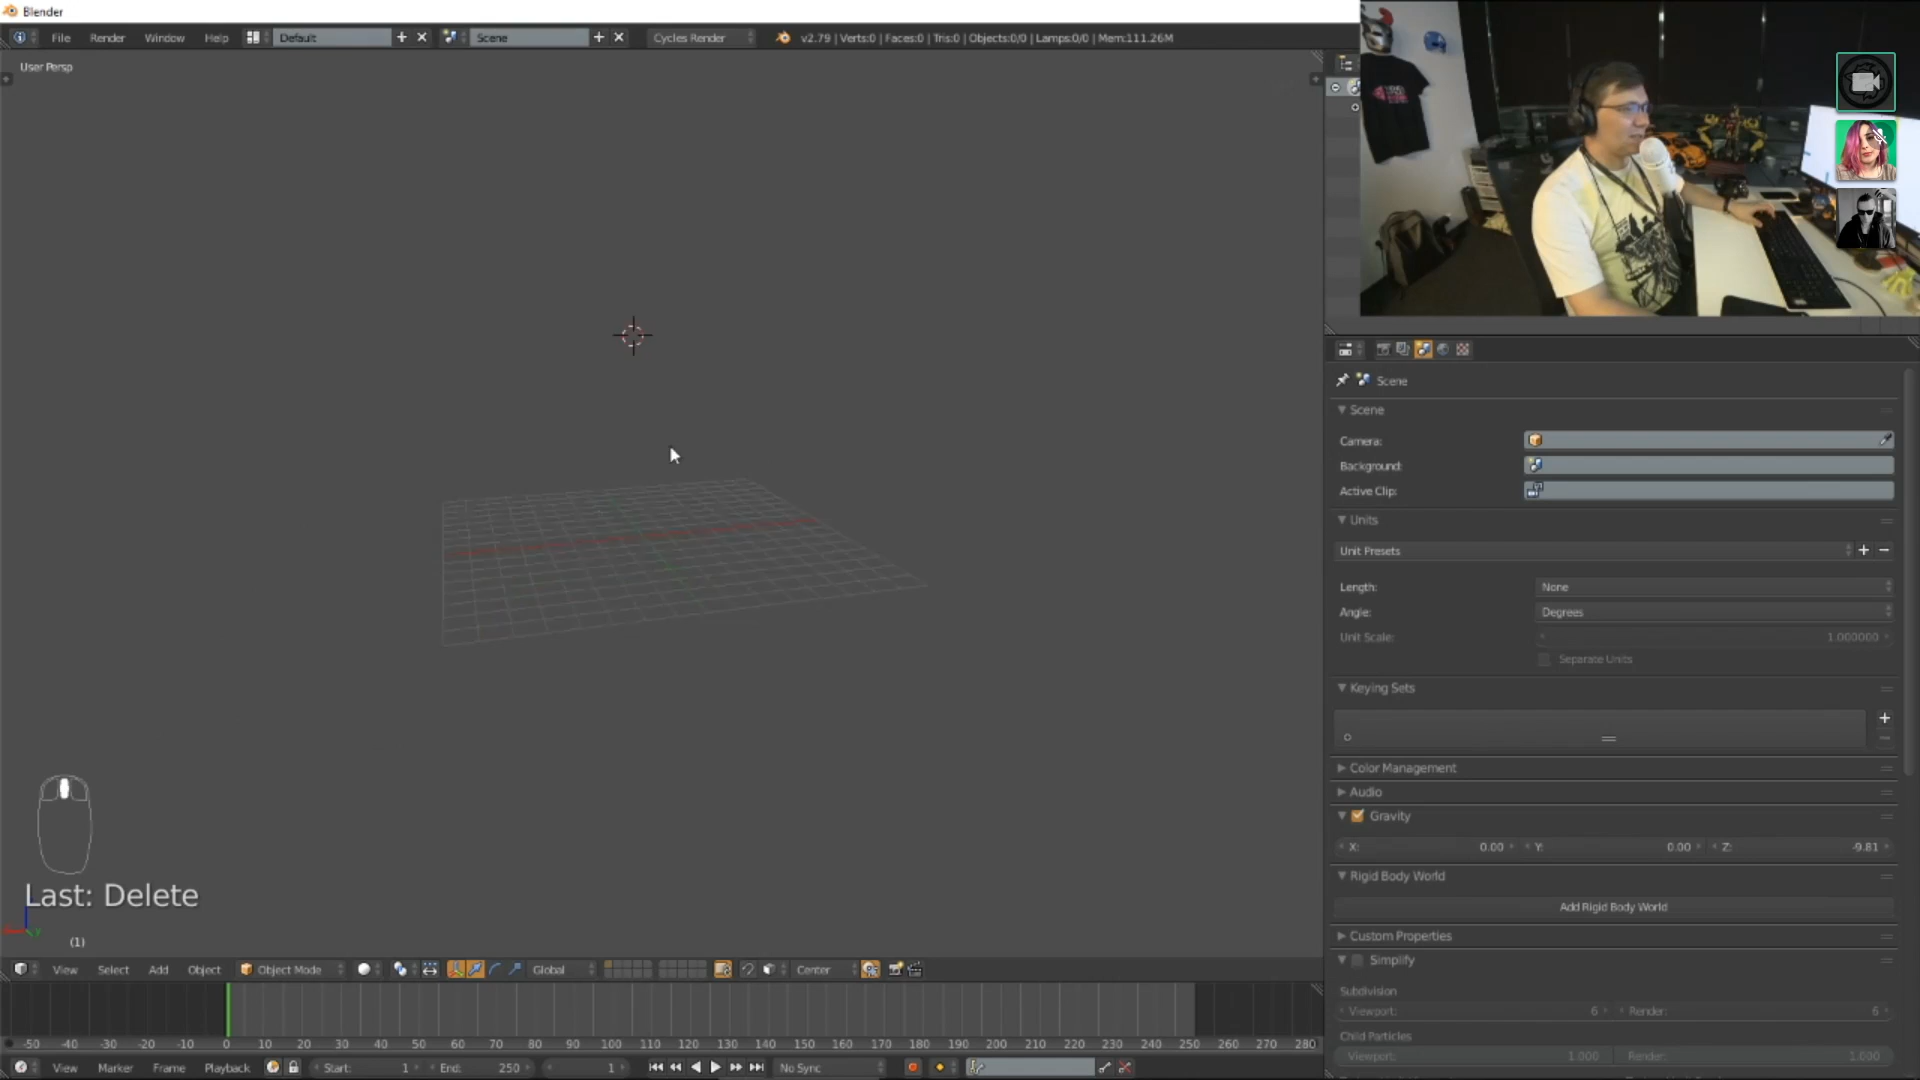 Blender
File Render Window Help Default Scene Cycles Render v2.79 | Verts:0 | Faces:0 | Tris:0 | Objects:0/0 | Lamps:0/0 | Mem:111.26M
User Persp
Scene
Scene
Camera:
Background:
Active Clip:
Units
Unit Presets
Length: None
Angle: Degrees
Unit Scale: 1.000000
Separate Units
Keying Sets
Color Management
Audio
Gravity
X: 0.00 Y: 0.00 Z: -9.81
Rigid Body World
Add Rigid Body World
Custom Properties
Simplify
Subdivision
Viewport: 6 Render: 6
Child Particles
Viewport: 1.000 Render: 1.000
Last: Delete
y
(1)
View Select Add Object Object Mode Global Center
-50 -40 -30 -20 -10 0 10 20 30 40 50 60 70 80 90 100 110 120 130 140 150 160 170 180 190 200 210 220 230 240 250 260 270 280
View Marker Frame Playback Start: 1 End: 250 1 No Sync